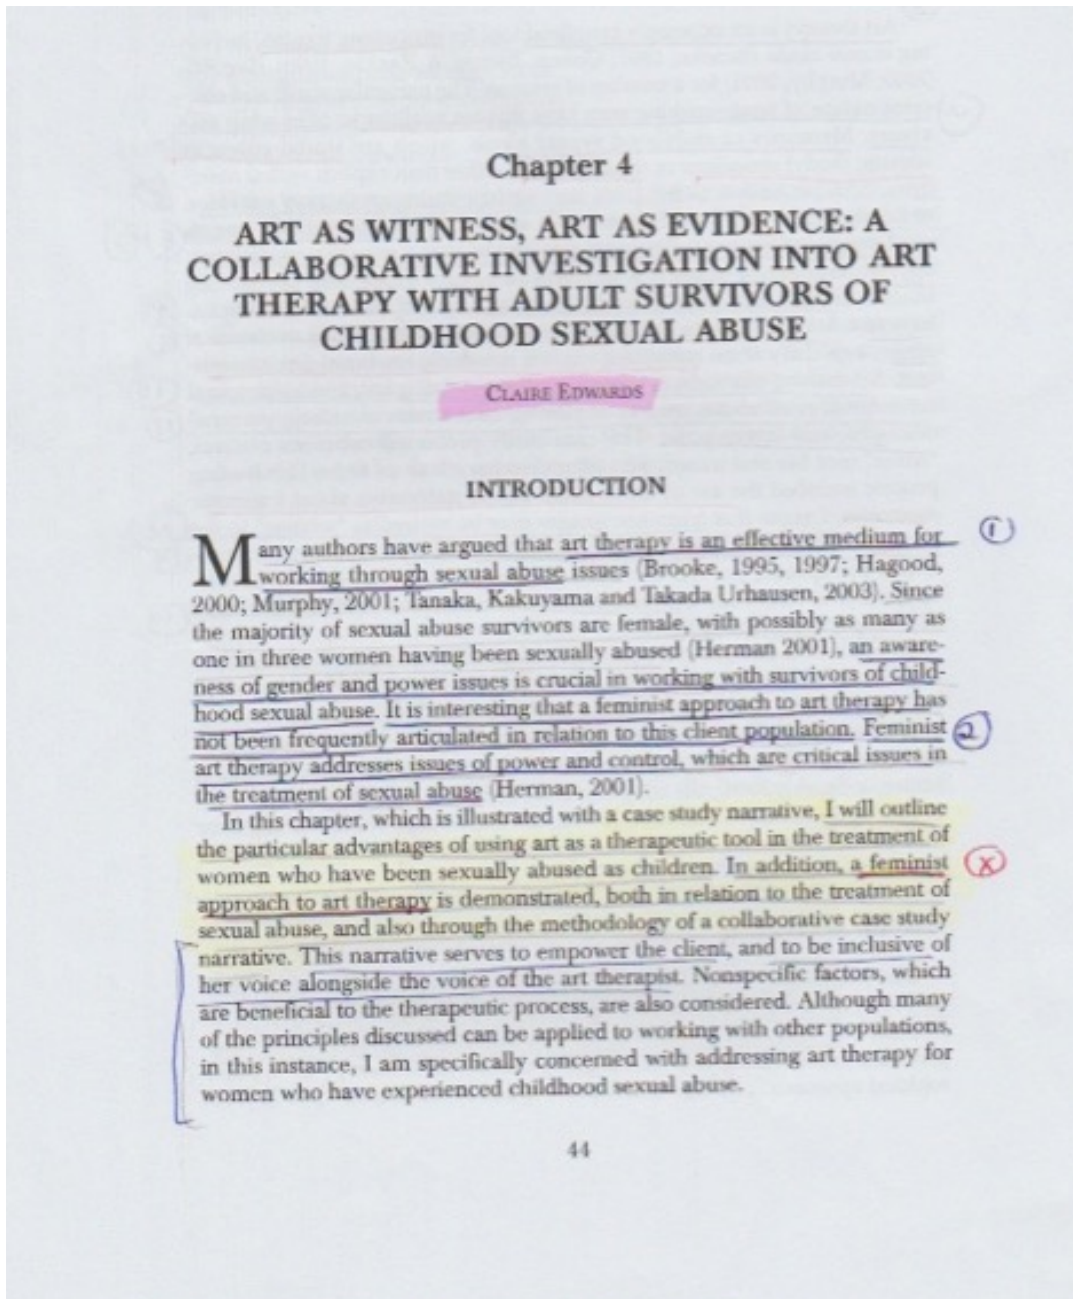 Chapter 4
ART AS WITNESS, ART AS EVIDENCE: A
COLLABORATIVE INVESTIGATION INTO ART
THERAPY WITH ADULT SURVIVORS OF
CHILDHOOD SEXUAL ABUSE
CLAIRE EDWARDS
INTRODUCTION
Many authors have argued that art therapy is an effective medium for 1
working through sexual abuse issues (Brooke, 1995, 1997; Hagood,
2000; Murphy, 2001; Tanaka, Kakuyama and Takada Urhausen, 2003). Since
the majority of sexual abuse survivors are female, with possibly as many as
one in three women having been sexually abused (Herman 2001), an aware-
ness of gender and power issues is crucial in working with survivors of child-
hood sexual abuse. It is interesting that a feminist approach to art therapy has
not been frequently articulated in relation to this client population. Feminist 2
art therapy addresses issues of power and control, which are critical issues in
the treatment of sexual abuse (Herman, 2001).
In this chapter, which is illustrated with a case study narrative, I will outline
the particular advantages of using art as a therapeutic tool in the treatment of
women who have been sexually abused as children. In addition, a feminist X
approach to art therapy is demonstrated, both in relation to the treatment of
sexual abuse, and also through the methodology of a collaborative case study
narrative. This narrative serves to empower the client, and to be inclusive of
her voice alongside the voice of the art therapist. Nonspecific factors, which
are beneficial to the therapeutic process, are also considered. Although many
of the principles discussed can be applied to working with other populations,
in this instance, I am specifically concerned with addressing art therapy for
women who have experienced childhood sexual abuse.
44